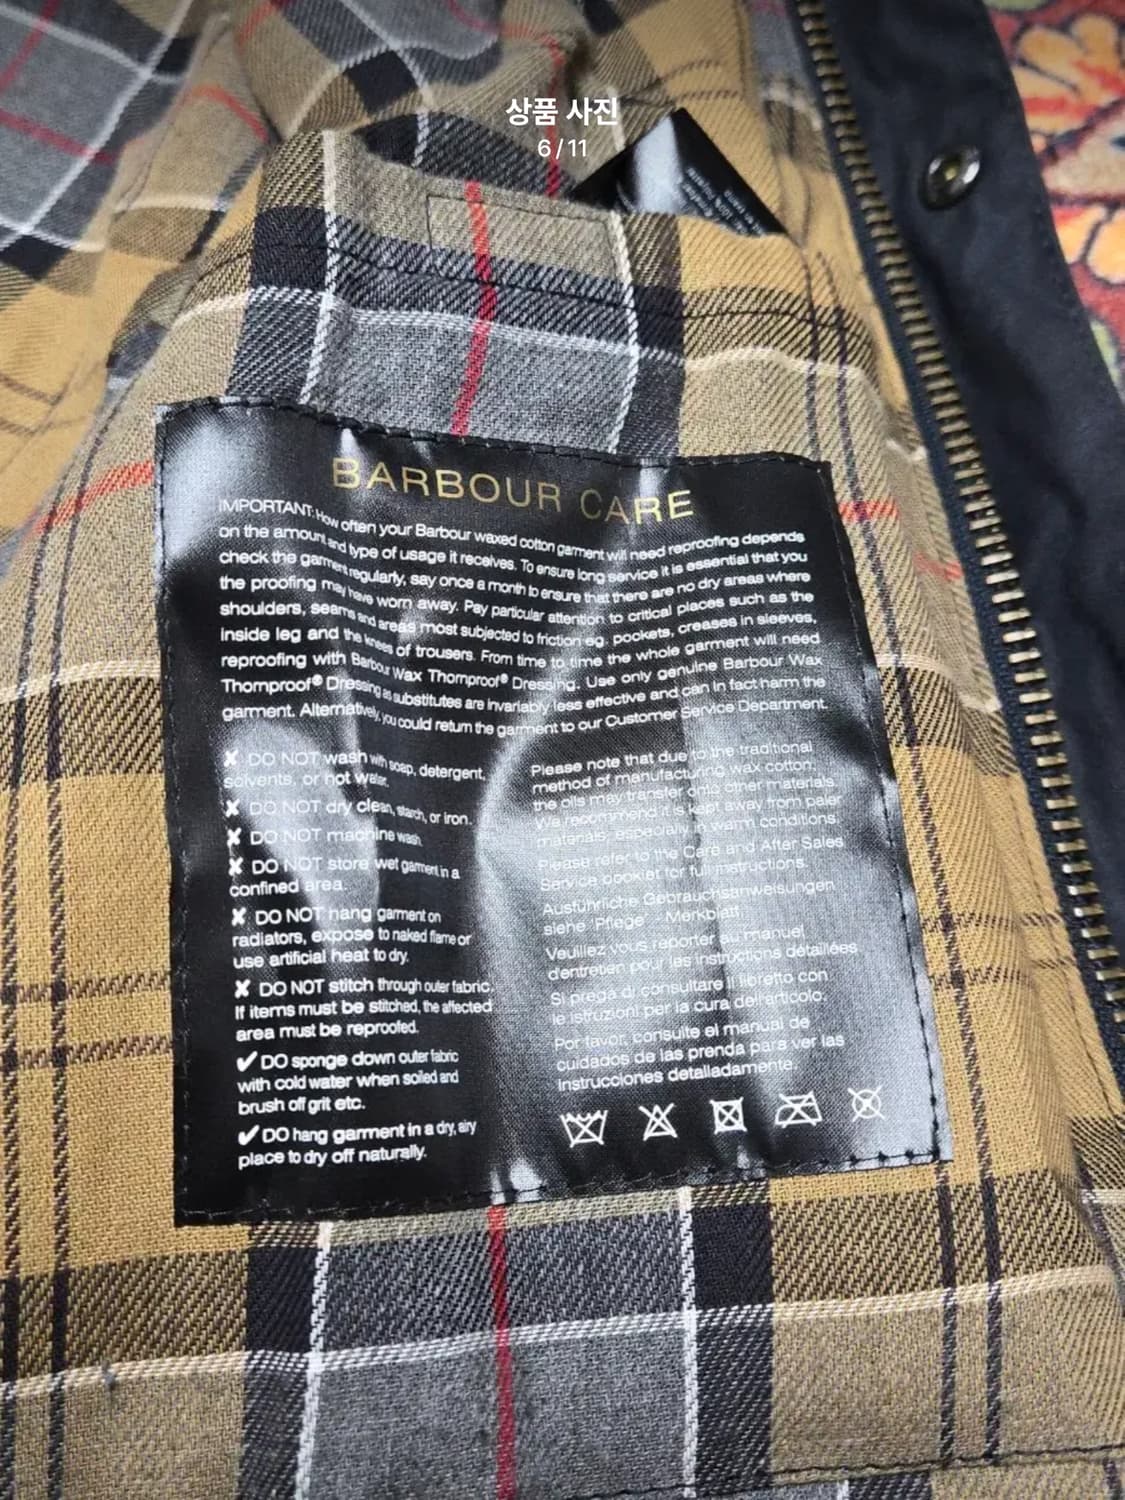 상품 사진
6/11
BARBOUR CARE
IMPORTANT: How often your Barbour waxed cotton garment will need reproofing depends
on the amount and type of usage it receives. To ensure long service it is essential that you
check the garment regularly, say once a month to ensure that there are no dry areas where
the proofing may have worn away. Pay particular attention to critical places such as the
shoulders, seams and areas most subjected to friction eg. pockets, creases in sleeves,
inside leg and the knees of trousers. From time to time the whole garment will need
reproofing with Barbour Wax Thornproof® Dressing. Use only genuine Barbour Wax
Thornproof® Dressing as substitutes are invariably less effective and can in fact harm the
garment. Alternatively, you could return the garment to our Customer Service Department.
✘ DO NOT wash with soap, detergent,
solvents, or hot water.
✘ DO NOT dry clean, starch, or iron.
✘ DO NOT machine wash.
✘ DO NOT store wet garment in a
confined area.
✘ DO NOT hang garment on
radiators, expose to naked flame or
use artificial heat to dry.
✘ DO NOT stitch through outer fabric.
If items must be stitched, the affected
area must be reproofed.
✔ DO sponge down outer fabric
with cold water when soiled and
brush off grit etc.
✔ DO hang garment in a dry, airy
place to dry off naturally.
Please note that due to the traditional
method of manufacturing wax cotton,
the oils may transfer onto other materials.
We recommend it is kept away from paler
materials, especially in warm conditions.
Please refer to the Care and After Sales
Service booklet for full instructions.
Ausführliche Gebrauchsanweisungen
siehe 'Pflege' - Merkblatt
Veuillez vous reporter au manuel
d'entretien pour les instructions détaillées
Si prega di consultare il libretto con
le istruzioni per la cura dell'articolo.
Por favor, consulte el manual de
cuidados de las prenda para ver las
instrucciones detalladamente.